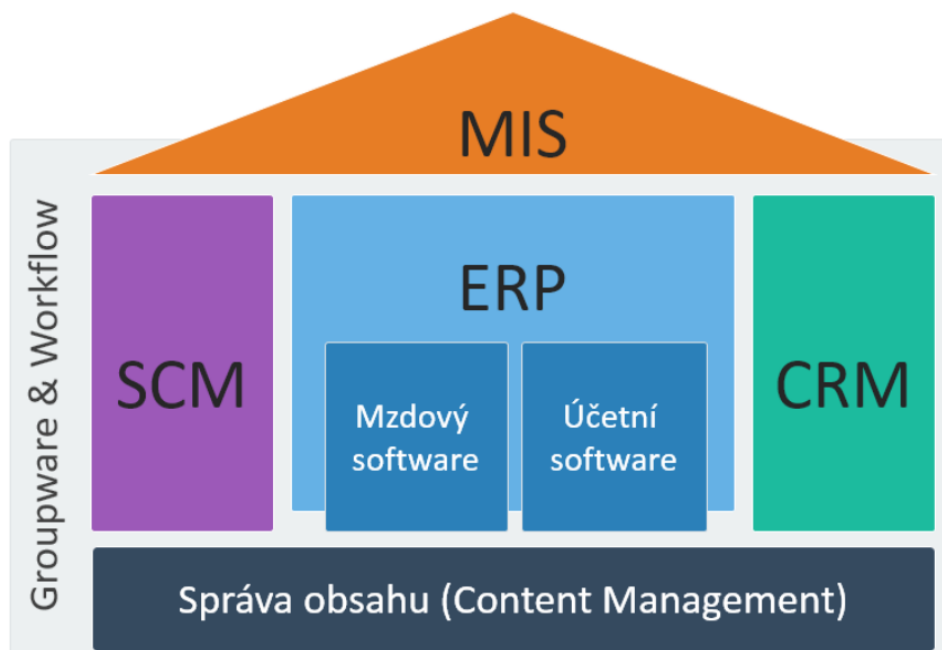 MIS
Groupware & Workflow
SCM
ERP
CRM
Mzdový
software
Účetní
software
Správa obsahu (Content Management)